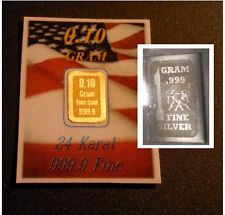 0.10
GRAM
0.10
Gram
Fine Gold
999.9
24 Karat
999.9 Fine
GRAM
.999
FINE
SILVER